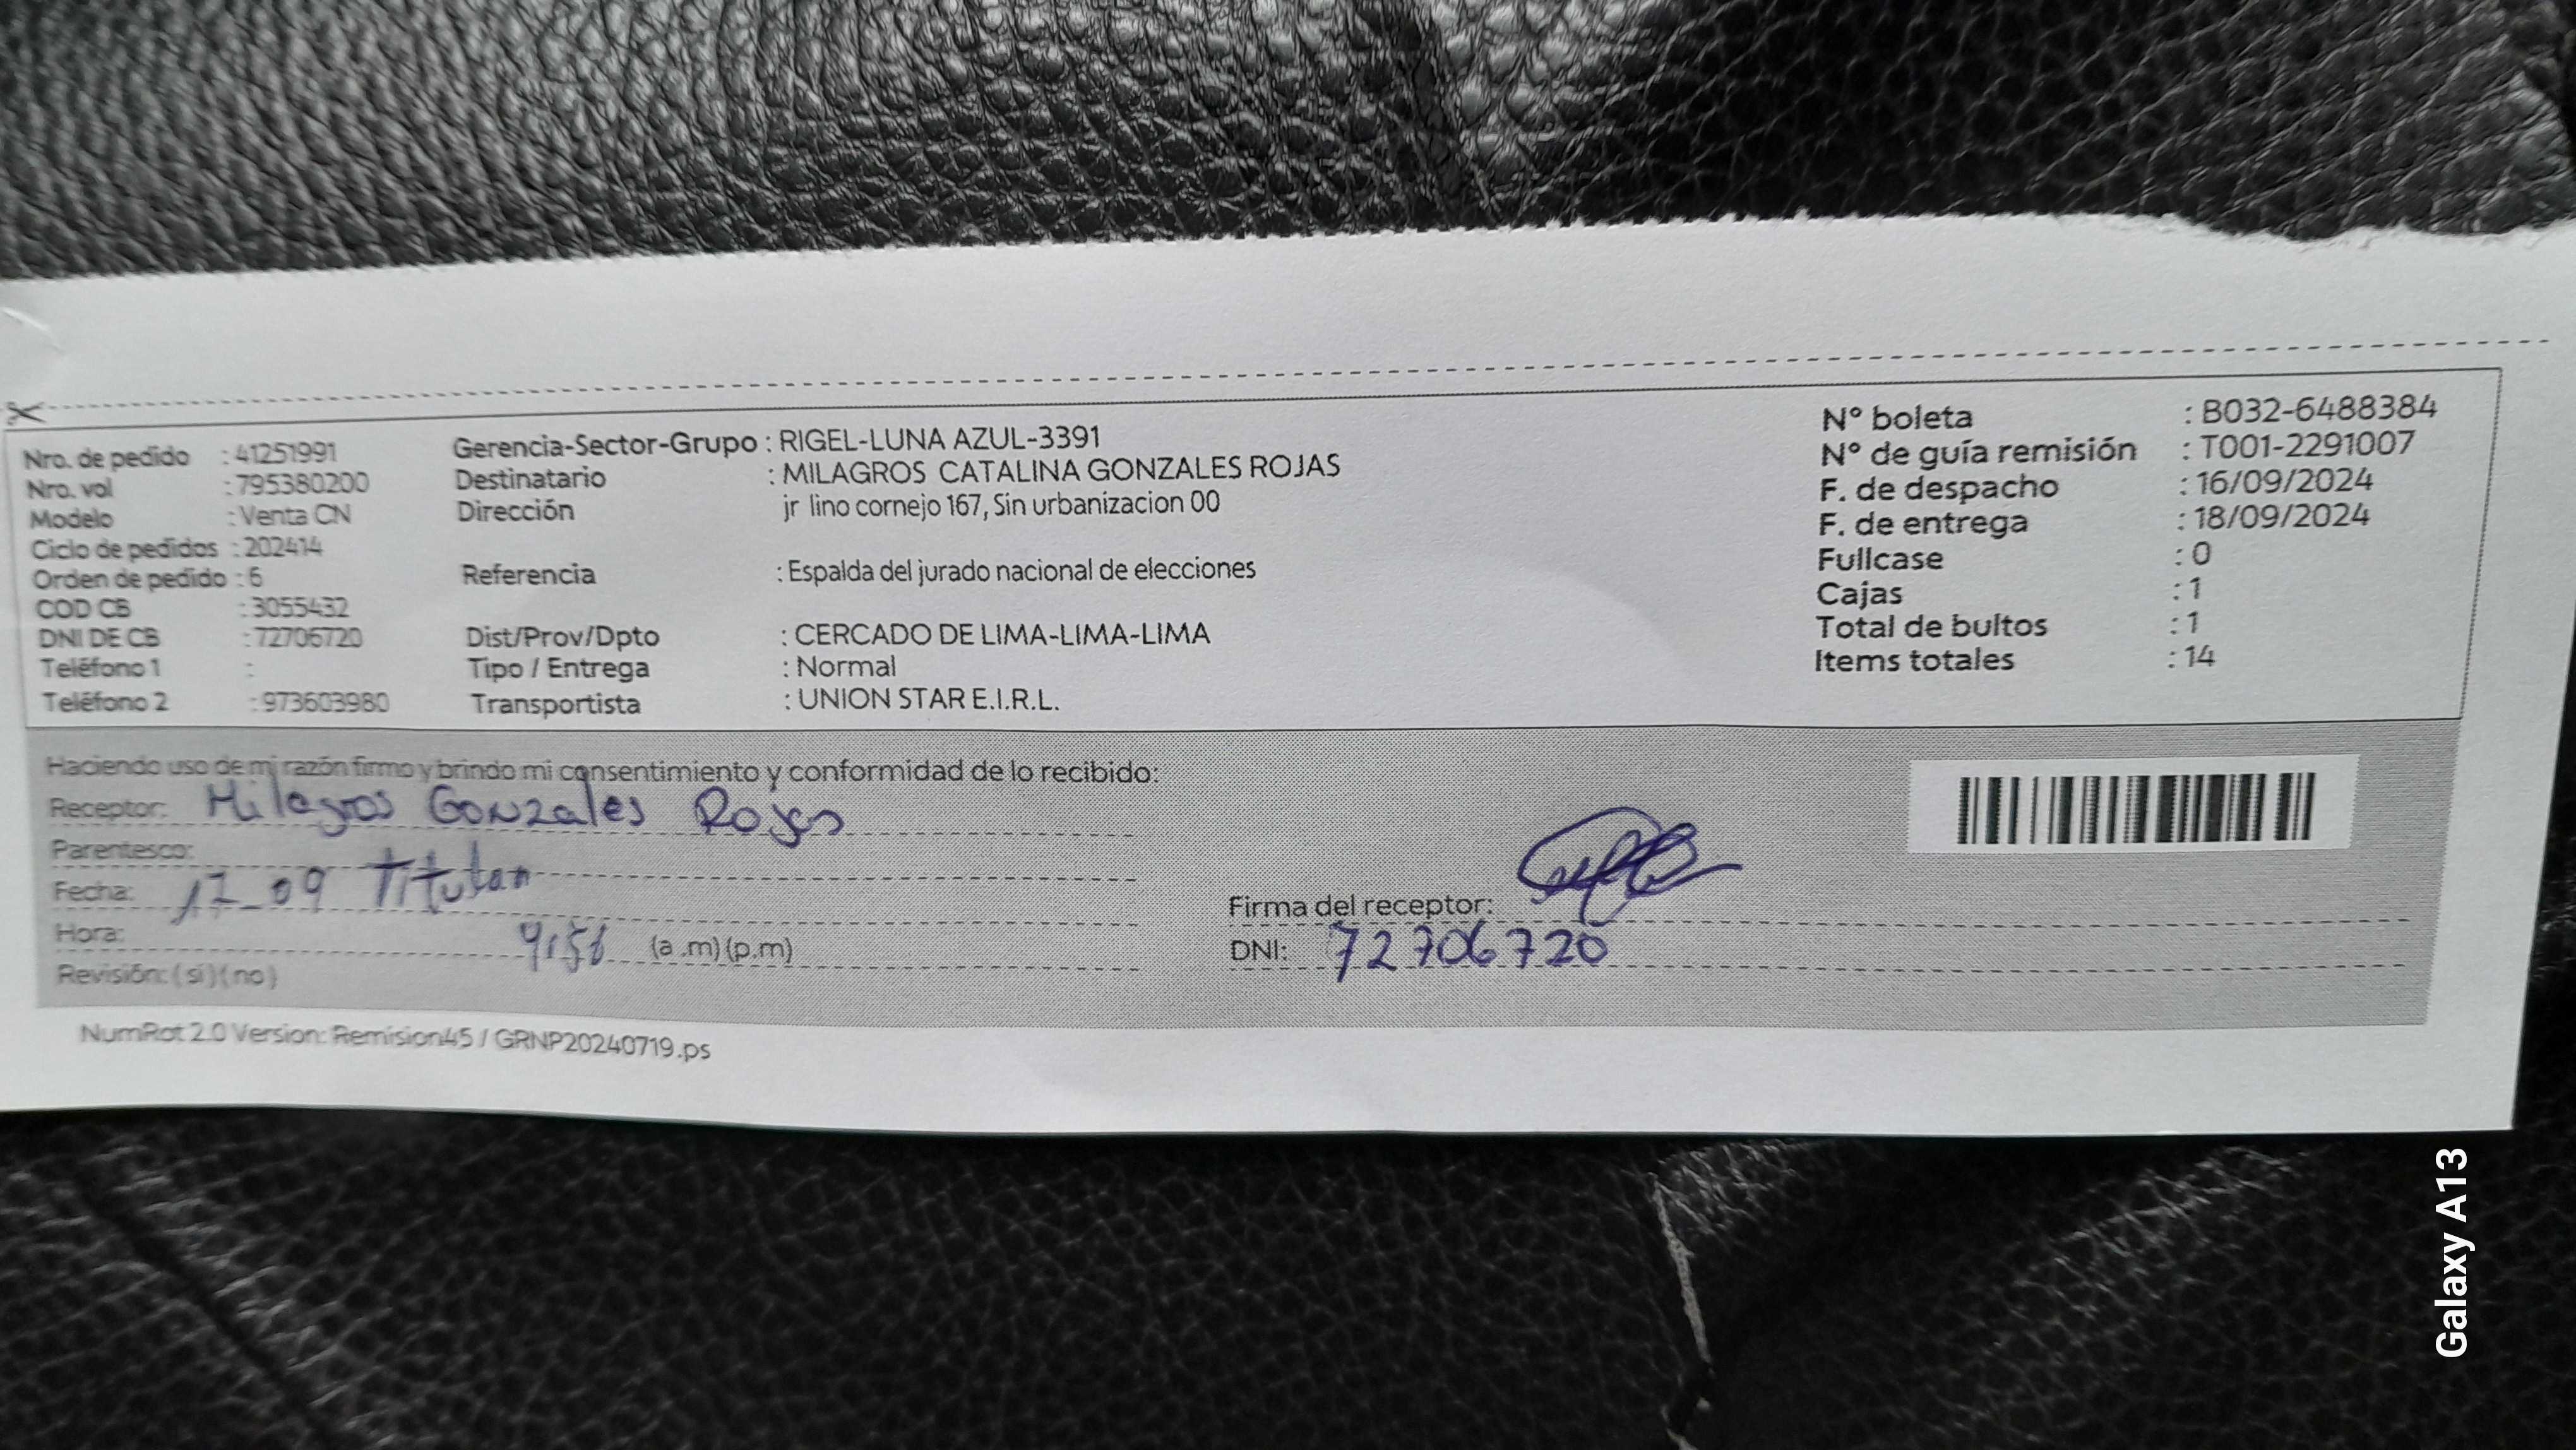 Nro. de pedido : 41251991
Nro. vol : 795380200
Modelo : Venta CN
Ciclo de pedidos : 202414
Orden de pedido : 6
COD CB : 3055432
DNI DE CB : 72706720
Teléfono 1 :
Teléfono 2 : 973603980
Gerencia-Sector-Grupo : RIGEL-LUNA AZUL-3391
Destinatario : MILAGROS CATALINA GONZALES ROJAS
Dirección jr lino cornejo 167, Sin urbanizacion 00
Referencia : Espalda del jurado nacional de elecciones
Dist/Prov/Dpto : CERCADO DE LIMA-LIMA-LIMA
Tipo / Entrega : Normal
Transportista : UNION STAR E.I.R.L.
N° boleta : B032-6488384
N° de guía remisión : T001-2291007
F. de despacho : 16/09/2024
F. de entrega : 18/09/2024
Fullcase : 0
Cajas : 1
Total de bultos : 1
Items totales : 14
Haciendo uso de mi razón firmo y brindo mi consentimiento y conformidad de lo recibido:
Receptor: Milagros Gonzales Rojas
Parentesco:
Fecha: 17_09 Titular
Hora: (a .m) (p.m)
Revisión: ( si ) ( no )
Firma del receptor:
DNI: 72706720
NumRot 2.0 Version: Remision45 / GRNP20240719.ps
Galaxy A13